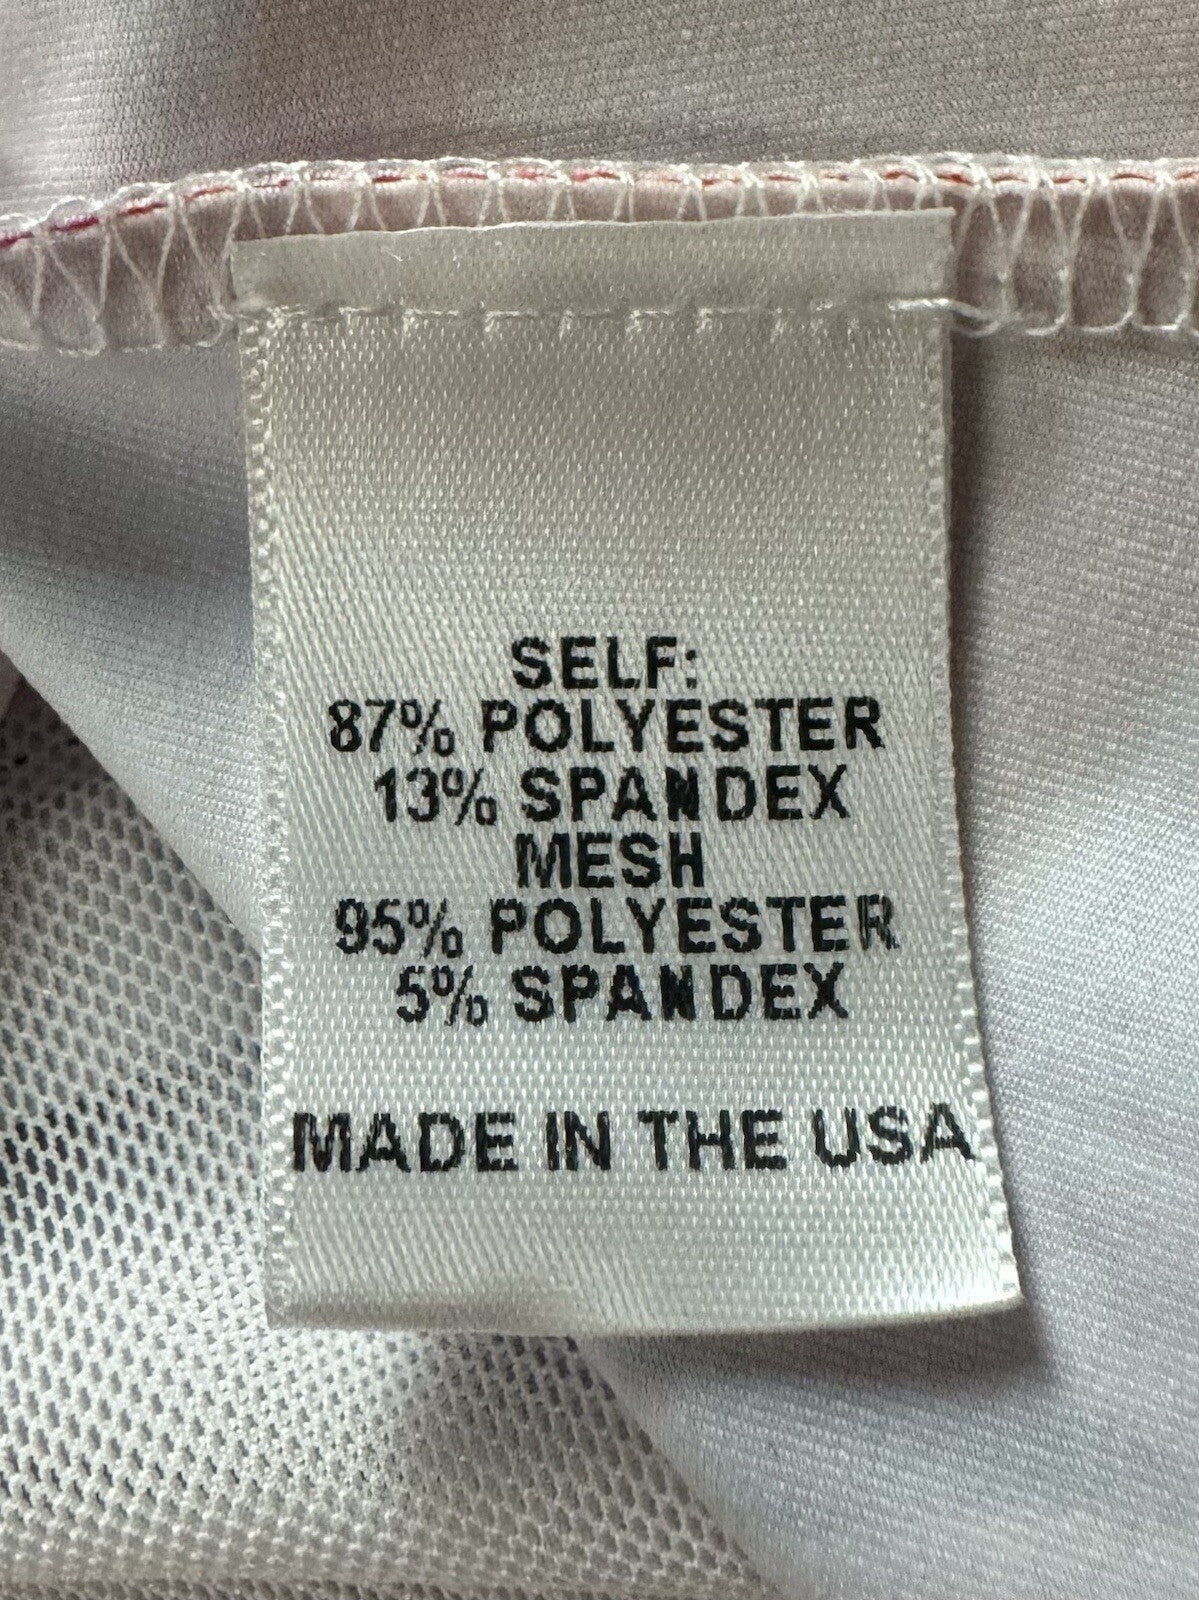 SELF:
87% POLYESTER
13% SPANDEX
MESH
95% POLYESTER
5% SPANDEX
MADE IN THE USA